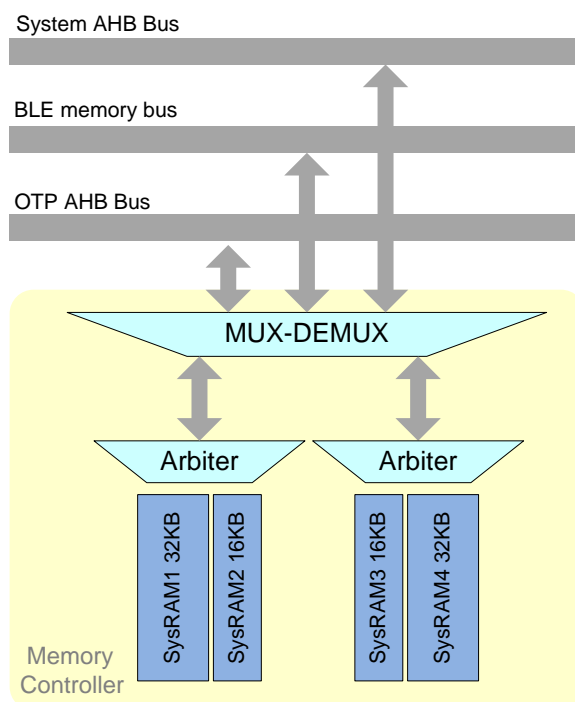 System AHB Bus
BLE memory bus
OTP AHB Bus
MUX-DEMUX
Arbiter
Arbiter
SysRAM1 32KB
SysRAM2 16KB
SysRAM3 16KB
SysRAM4 32KB
Memory
Controller